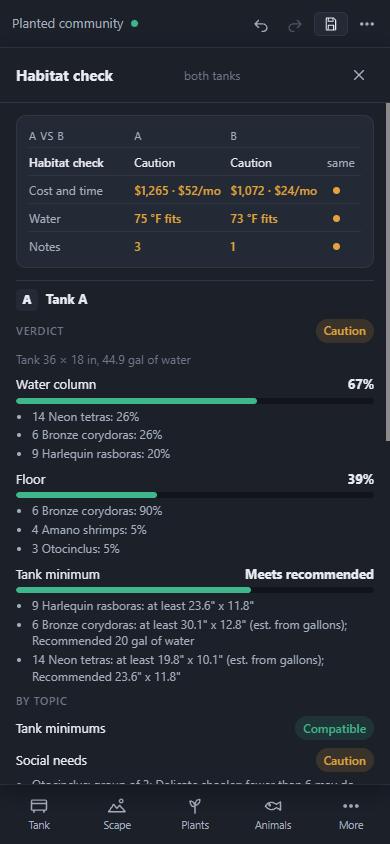 Planted community
Habitat check
both tanks
A VS B A B
Habitat check Caution Caution same
Cost and time $1,265 · $52/mo $1,072 · $24/mo
Water 75 °F fits 73 °F fits
Notes 3 1
A Tank A
VERDICT Caution
Tank 36 × 18 in, 44.9 gal of water
Water column 67%
• 14 Neon tetras: 26%
• 6 Bronze corydoras: 26%
• 9 Harlequin rasboras: 20%
Floor 39%
• 6 Bronze corydoras: 90%
• 4 Amano shrimps: 5%
• 3 Otocinclus: 5%
Tank minimum Meets recommended
• 9 Harlequin rasboras: at least 23.6" x 11.8"
• 6 Bronze corydoras: at least 30.1" x 12.8" (est. from gallons);
Recommended 20 gal of water
• 14 Neon tetras: at least 19.8" x 10.1" (est. from gallons);
Recommended 23.6" x 11.8"
BY TOPIC
Tank minimums Compatible
Social needs Caution
Tank Scape Plants Animals More